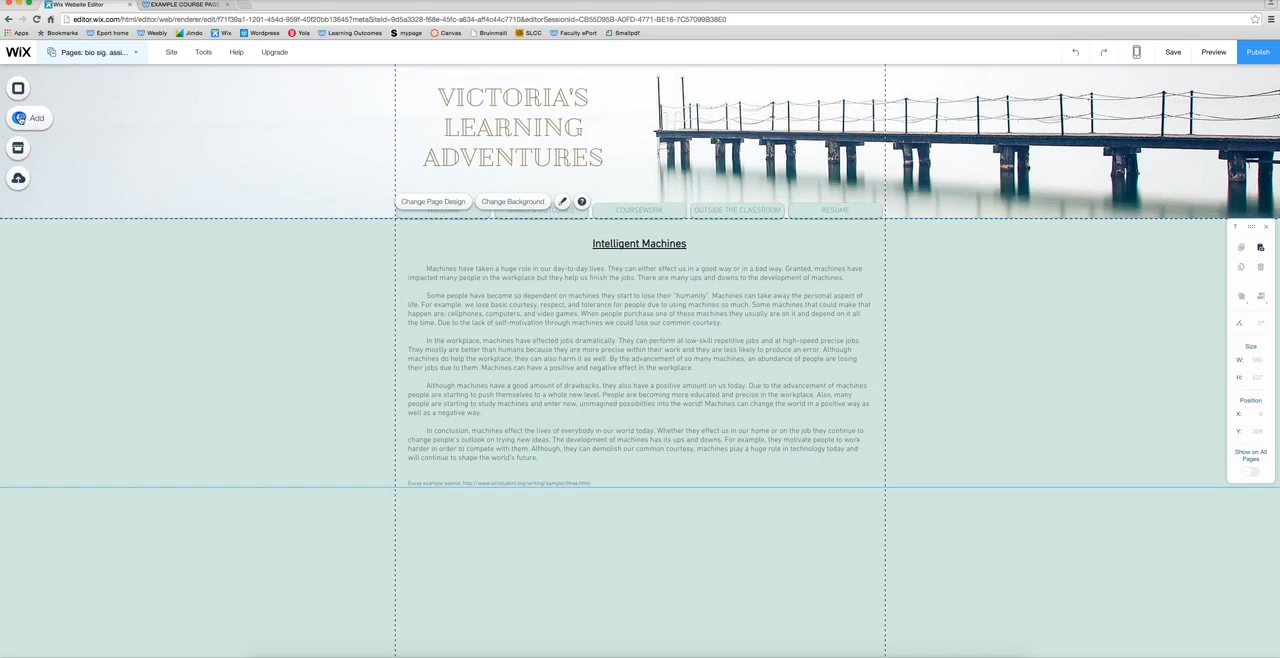 Wix Website Editor
EXAMPLE COURSE PAGE
editor.wix.com/html/editor/web/renderer/edit/f71f39a1-1201-454d-959f-40f20bb13645?metaSiteId=9d5a3328-f68e-45fc-a634-aff4c44c7710&editorSessionId=CB55D95B-A0FD-4771-BE16-7C57099B38E0
Apps Bookmarks Eport home Weebly Jimdo Wix Wordpress Yola Learning Outcomes mypage Canvas Bruinmail SLCC Faculty ePort Smallpdf
WiX Pages: bio sig. assi... Site Tools Help Upgrade Save Preview Publish
VICTORIA'S
LEARNING
ADVENTURES
Add
Change Page Design Change Background
COURSEWORK OUTSIDE THE CLASSROOM RESUME
Intelligent Machines
Machines have taken a huge role in our day-to-day lives. They can either effect us in a good way or in a bad way. Granted, machines have
impacted many people in the workplace but they help us finish the jobs. There are many ups and downs to the development of machines.
Some people have become so dependent on machines they start to lose their "humanity". Machines can take away the personal aspect of
life. For example, we lose basic courtesy, respect, and tolerance for people due to using machines so much. Some machines that could make that
happen are; cellphones, computers, and video games. When people purchase one of these machines they usually are on it and depend on it all
the time. Due to the lack of self-motivation through machines we could lose our common courtesy.
In the workplace, machines have effected jobs dramatically. They can perform at low-skill repetitive jobs and at high-speed precise jobs.
They mostly are better than humans because they are more precise within their work and they are less likely to produce an error. Although
machines do help the workplace, they can also harm it as well. By the advancement of so many machines, an abundance of people are losing
their jobs due to them. Machines can have a positive and negative effect in the workplace.
Although machines have a good amount of drawbacks, they also have a positive amount on us today. Due to the advancement of machines
people are starting to push themselves to a whole new level. People are becoming more educated and precise in the workplace. Also, many
people are starting to study machines and enter new, unimagined possibilties into the world! Machines can change the world in a positive way as
well as a negative way.
In conclusion, machines effect the lives of everybody in our world today. Whether they effect us in our home or on the job they continue to
change people's outlook on trying new ideas. The development of machines has its ups and downs. For example, they motivate people to work
harder in order to compete with them. Although, they can demolish our common courtesy, machines play a huge role in technology today and
will continue to shape the world's future.
Essay example source: http://www.actstudent.org/writing/sample/three.html
Size
W: 980
H: 537
Position
X: 0
Y: 309
Show on All
Pages